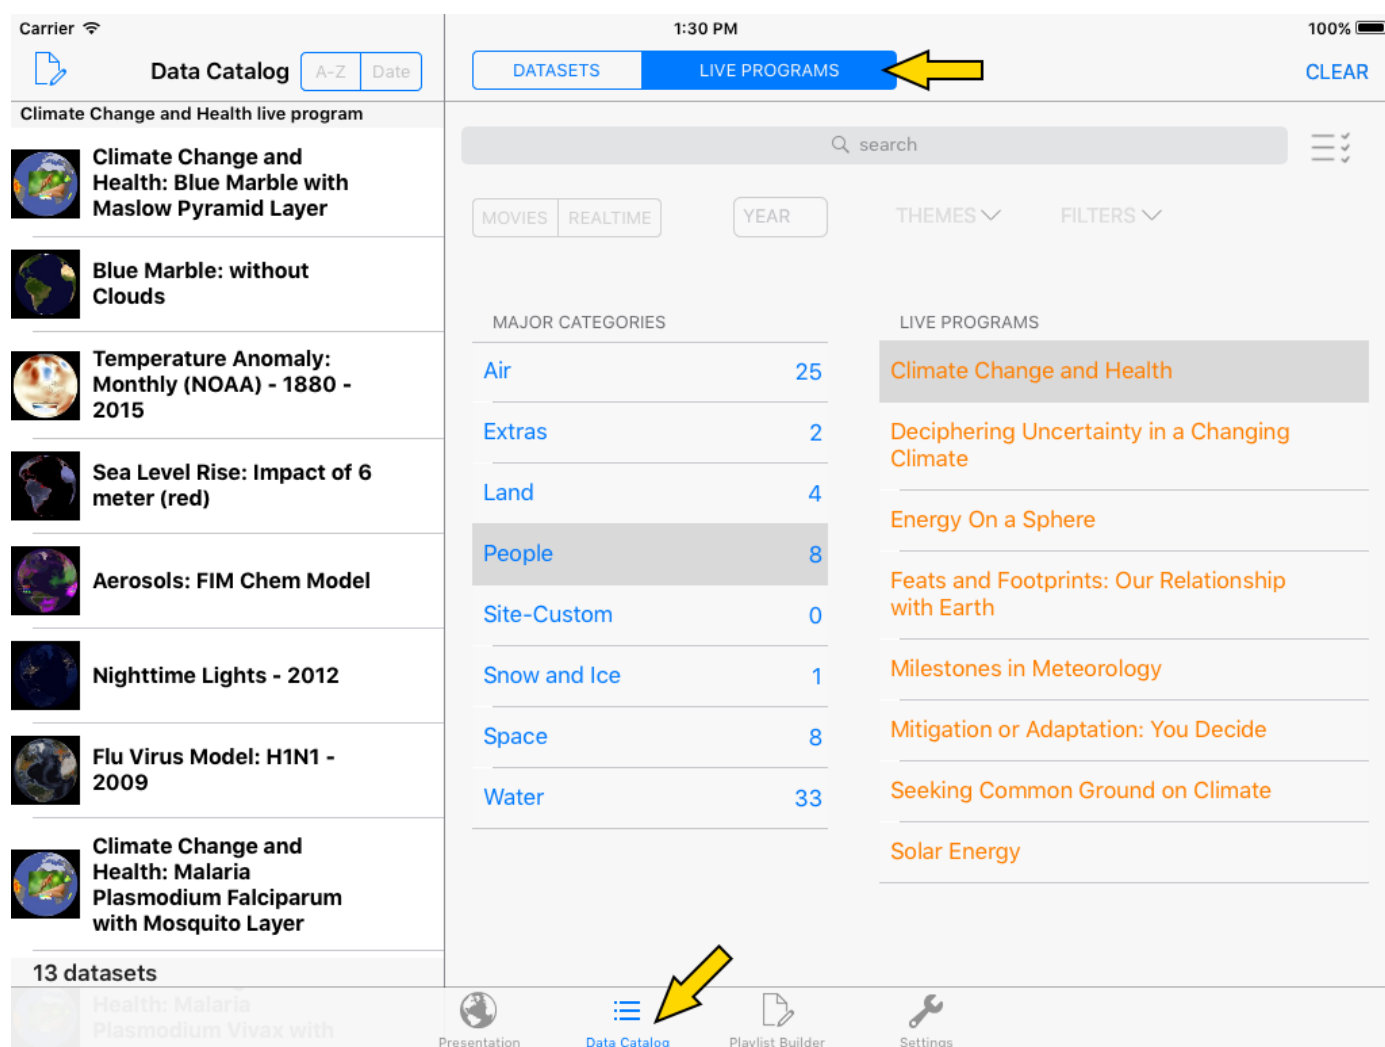 Carrier
1:30 PM
100%
Data Catalog
A-Z
Date
DATASETS
LIVE PROGRAMS
CLEAR
Climate Change and Health live program
Climate Change and
Health: Blue Marble with
Maslow Pyramid Layer
Blue Marble: without
Clouds
Temperature Anomaly:
Monthly (NOAA) - 1880 -
2015
Sea Level Rise: Impact of 6
meter (red)
Aerosols: FIM Chem Model
Nighttime Lights - 2012
Flu Virus Model: H1N1 -
2009
Climate Change and
Health: Malaria
Plasmodium Falciparum
with Mosquito Layer
13 datasets
Health: Malaria
Plasmodium Vivax with
search
MOVIES
REALTIME
YEAR
THEMES
FILTERS
MAJOR CATEGORIES
Air 25
Extras 2
Land 4
People 8
Site-Custom 0
Snow and Ice 1
Space 8
Water 33
LIVE PROGRAMS
Climate Change and Health
Deciphering Uncertainty in a Changing
Climate
Energy On a Sphere
Feats and Footprints: Our Relationship
with Earth
Milestones in Meteorology
Mitigation or Adaptation: You Decide
Seeking Common Ground on Climate
Solar Energy
Presentation
Data Catalog
Playlist Builder
Settings